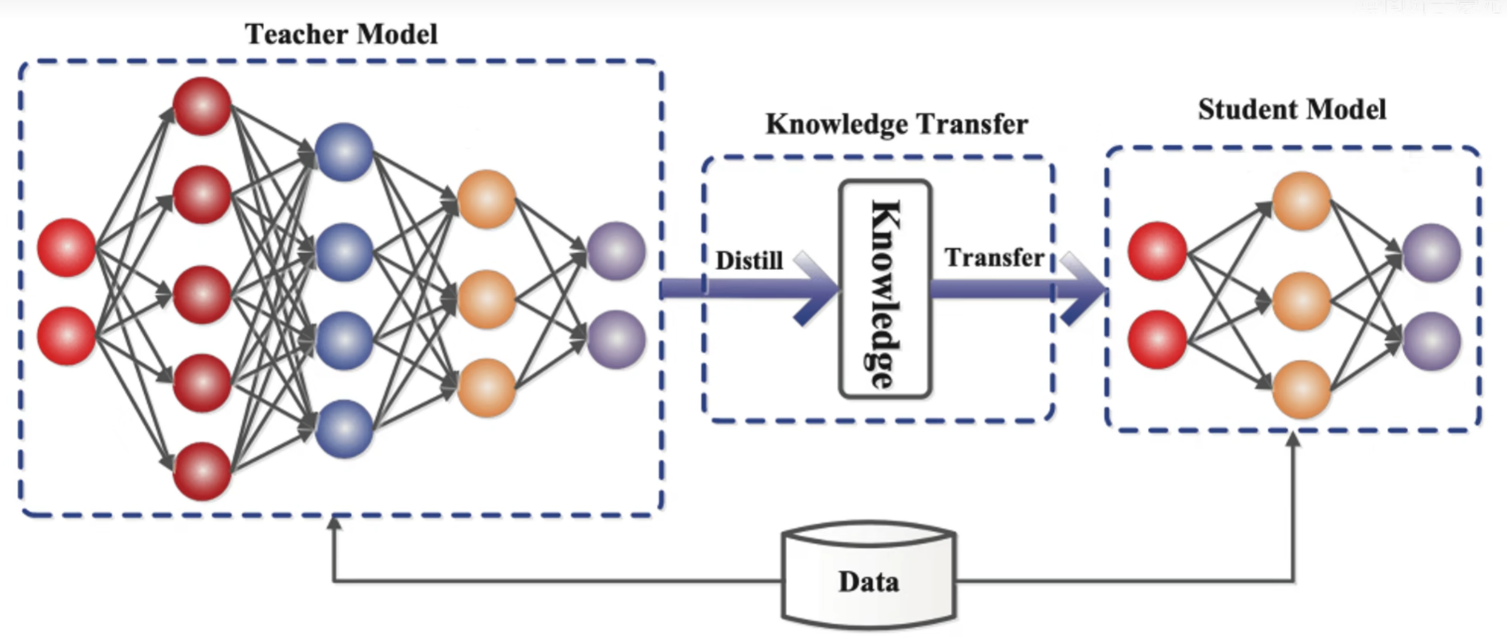 Teacher Model
Knowledge Transfer
Student Model
Distill
Knowledge
Transfer
Data